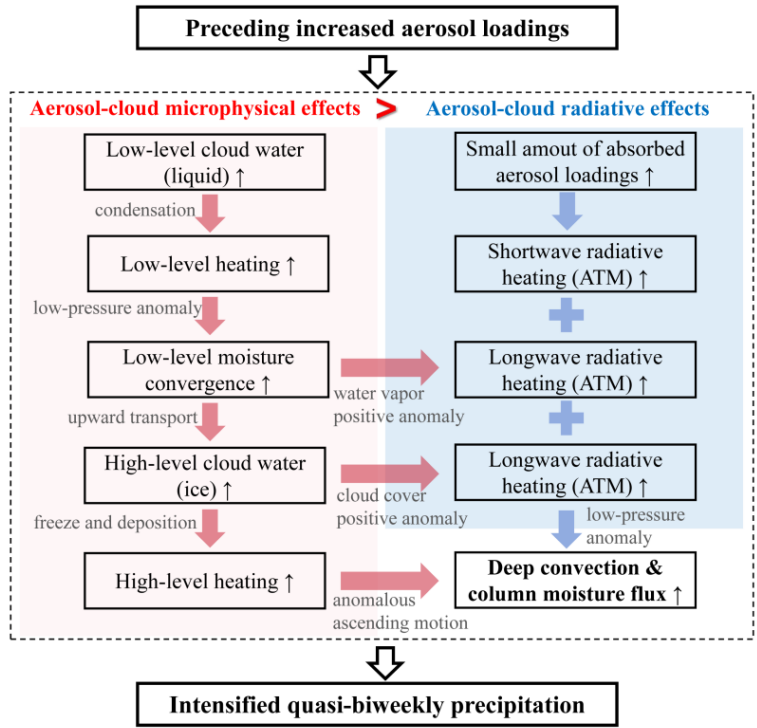 Preceding increased aerosol loadings
Aerosol-cloud microphysical effects > Aerosol-cloud radiative effects
Low-level cloud water
(liquid) ↑
condensation
Low-level heating ↑
low-pressure anomaly
Low-level moisture
convergence ↑
upward transport
High-level cloud water
(ice) ↑
freeze and deposition
High-level heating ↑
water vapor
positive anomaly
cloud cover
positive anomaly
anomalous
ascending motion
Small amout of absorbed
aerosol loadings ↑
Shortwave radiative
heating (ATM) ↑
Longwave radiative
heating (ATM) ↑
Longwave radiative
heating (ATM) ↑
low-pressure
anomaly
Deep convection &
column moisture flux ↑
Intensified quasi-biweekly precipitation